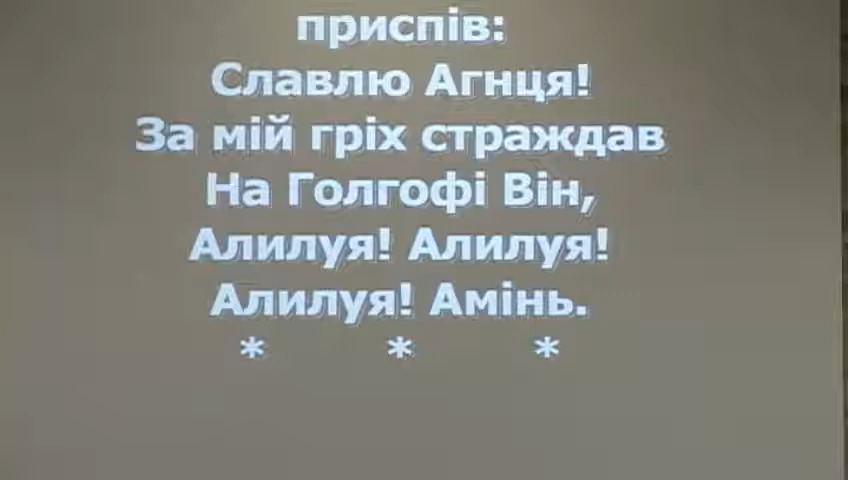 приспів:
Славлю Агнця!
За мій гріх страждав
На Голгофі Він,
Алилуя! Алилуя!
Алилуя! Амінь.
* * *